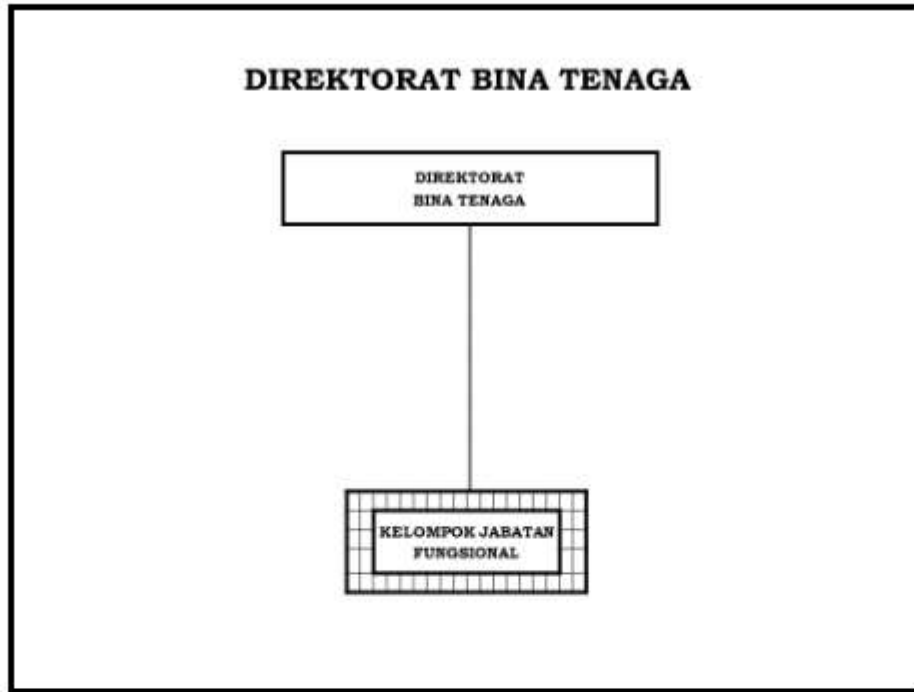 DIREKTORAT BINA TENAGA
DIREKTORAT
BINA TENAGA
KELOMPOK JABATAN
FUNGSIONAL